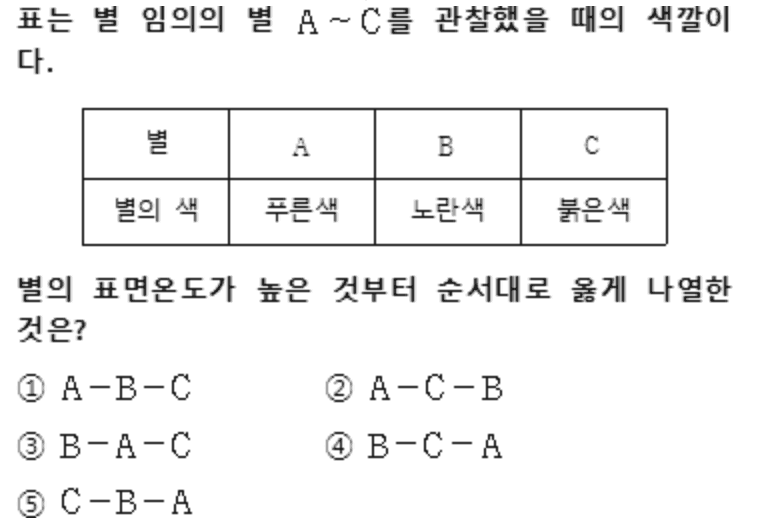 표는 별 임의의 별 A ~ C를 관찰했을 때의 색깔이
다.
별 A B C
별의 색 푸른색 노란색 붉은색
별의 표면온도가 높은 것부터 순서대로 옳게 나열한
것은?
① A-B-C ② A-C-B
③ B-A-C ④ B-C-A
⑤ C-B-A